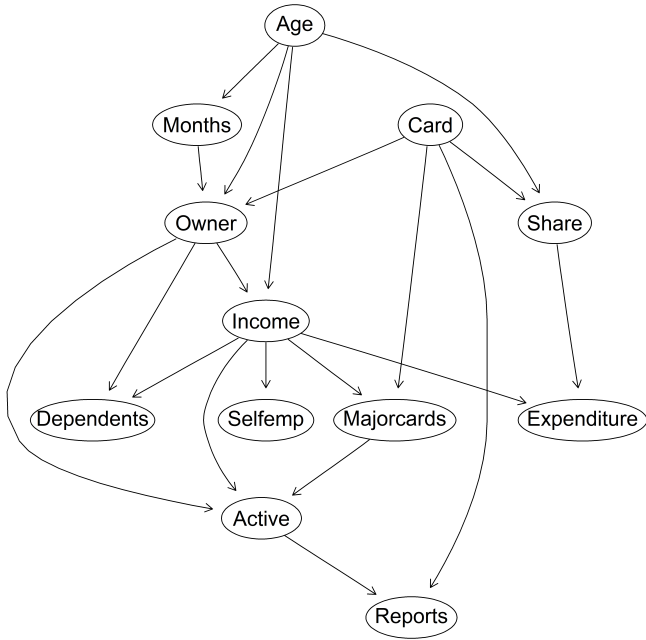 Age
Months
Card
Owner
Share
Income
Dependents
Selfemp
Majorcards
Expenditure
Active
Reports